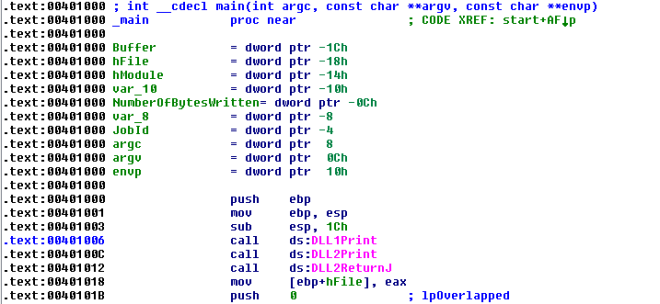 .text:00401000 ; int __cdecl main(int argc, const char **argv, const char **envp)
.text:00401000 _main proc near ; CODE XREF: start+AF↓p
.text:00401000
.text:00401000 Buffer = dword ptr -1Ch
.text:00401000 hFile = dword ptr -18h
.text:00401000 hModule = dword ptr -14h
.text:00401000 var_10 = dword ptr -10h
.text:00401000 NumberOfBytesWritten= dword ptr -0Ch
.text:00401000 var_8 = dword ptr -8
.text:00401000 JobId = dword ptr -4
.text:00401000 argc = dword ptr 8
.text:00401000 argv = dword ptr 0Ch
.text:00401000 envp = dword ptr 10h
.text:00401000
.text:00401000 push ebp
.text:00401001 mov ebp, esp
.text:00401003 sub esp, 1Ch
.text:00401006 call ds:DLL1Print
.text:0040100C call ds:DLL2Print
.text:00401012 call ds:DLL2ReturnJ
.text:00401018 mov [ebp+hFile], eax
.text:0040101B push 0 ; lpOverlapped